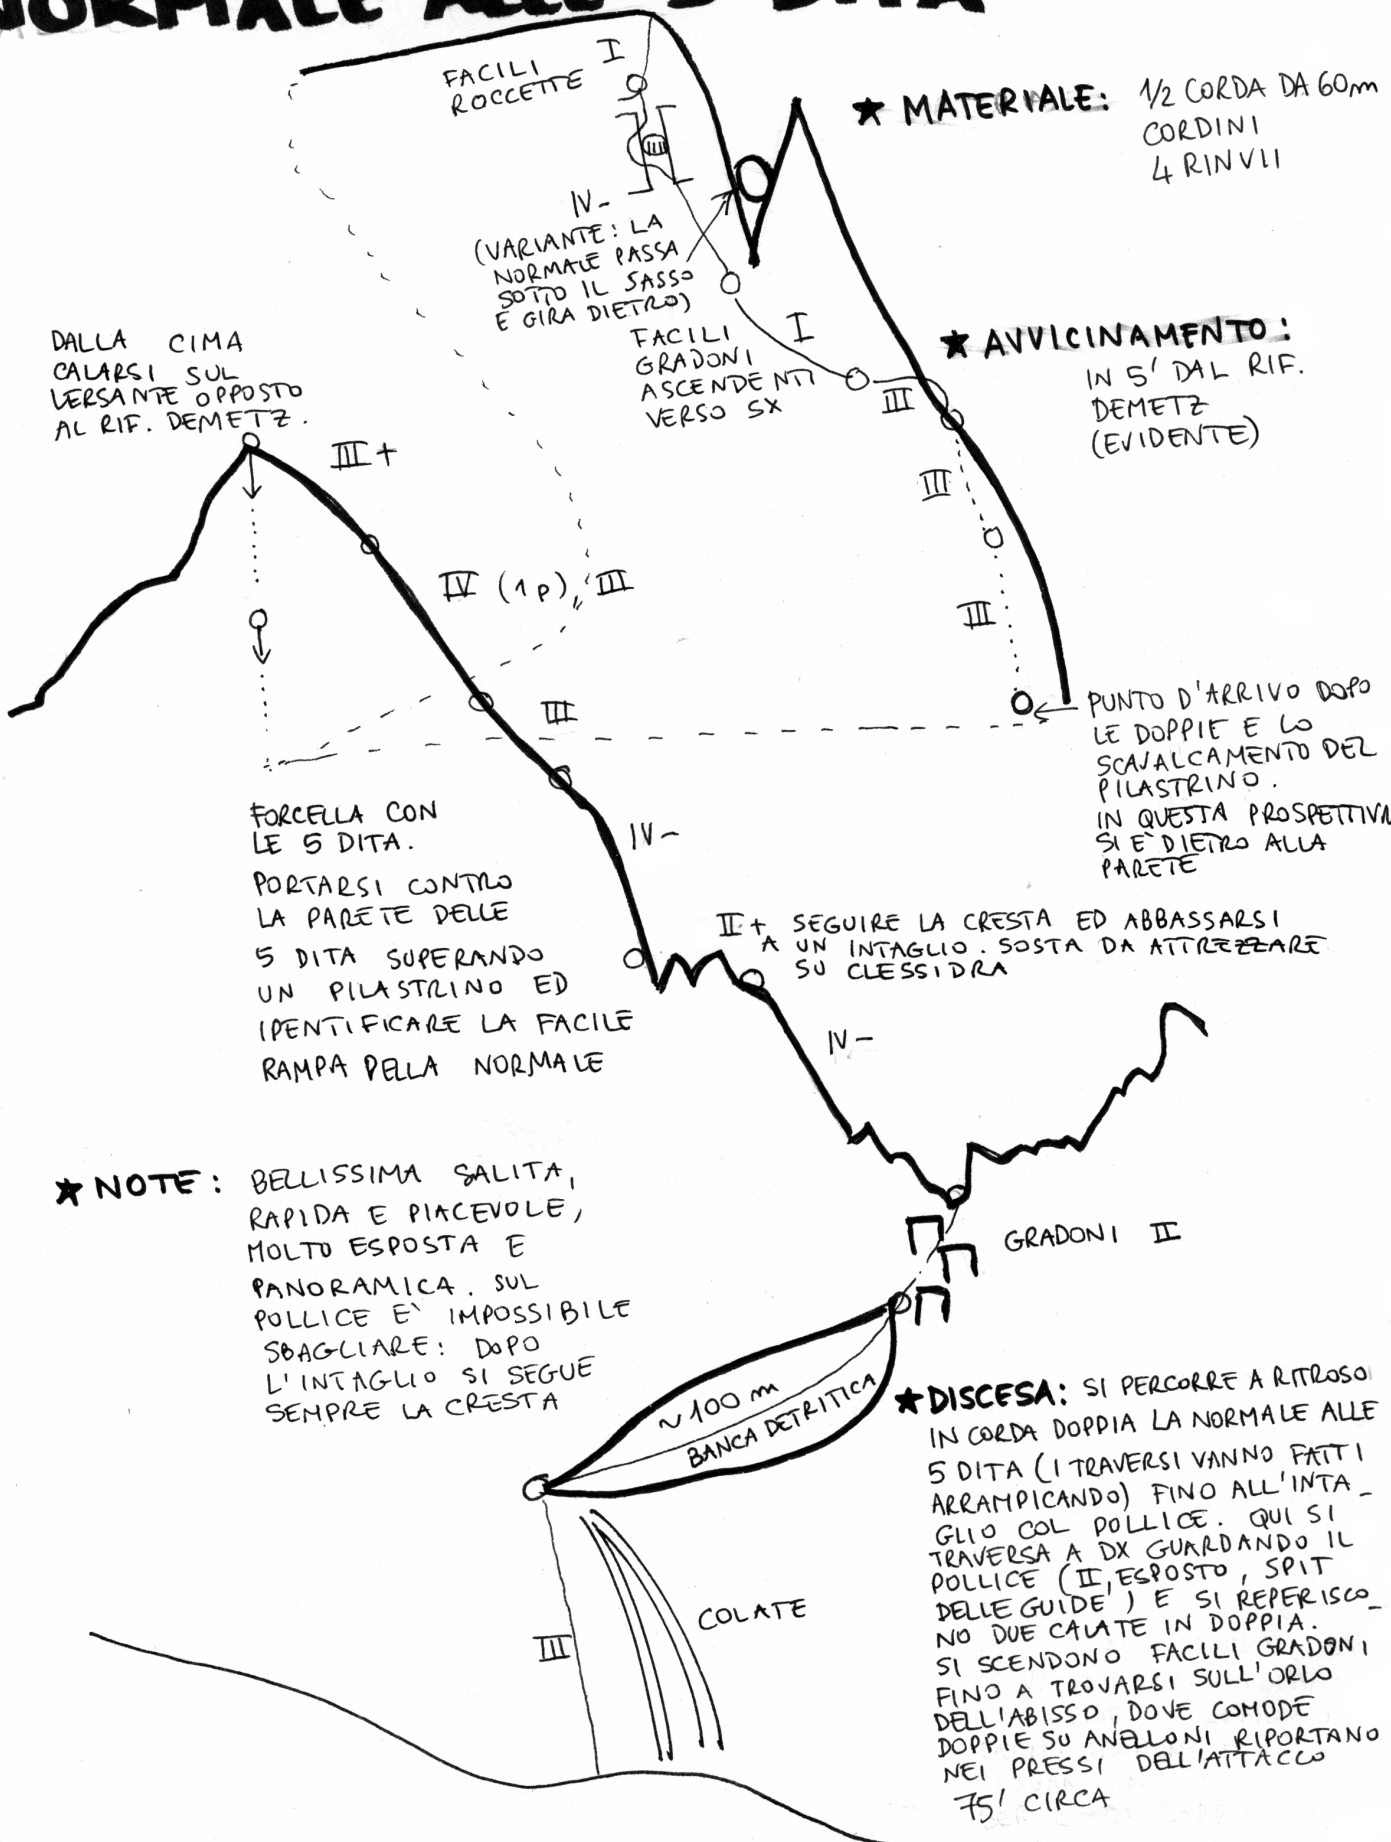 NORMALE ALLE 5 DITA
FACILI
ROCCETTE
I
III
IV-
(VARIANTE: LA
NORMALE PASSA
SOTTO IL SASSO
E GIRA DIETRO)
★ MATERIALE: 1/2 CORDA DA 60m
CORDINI
4 RINVII
FACILI
GRADONI
ASCENDENTI
VERSO SX
I
III
★ AVVICINAMENTO:
IN 5' DAL RIF.
DEMETZ
(EVIDENTE)
DALLA CIMA
CALARSI SUL
VERSANTE OPPOSTO
AL RIF. DEMETZ.
III+
III
IV (1p), III
III
III
PUNTO D'ARRIVO DOPO
LE DOPPIE E LO
SCAVALCAMENTO DEL
PILASTRINO.
IN QUESTA PROSPETTIVA
SI E' DIETRO ALLA
PARETE
FORCELLA CON
LE 5 DITA.
PORTARSI CONTRO
LA PARETE DELLE
5 DITA SUPERANDO
UN PILASTRINO ED
IDENTIFICARE LA FACILE
RAMPA DELLA NORMALE
IV-
II+ SEGUIRE LA CRESTA ED ABBASSARSI
A UN INTAGLIO. SOSTA DA ATTREZZARE
SU CLESSIDRA
IV-
★ NOTE: BELLISSIMA SALITA,
RAPIDA E PIACEVOLE,
MOLTO ESPOSTA E
PANORAMICA. SUL
POLLICE E' IMPOSSIBILE
SBAGLIARE: DOPO
L'INTAGLIO SI SEGUE
SEMPRE LA CRESTA
GRADONI II
~100 m
BANCA DETRITICA
COLATE
III
★ DISCESA: SI PERCORRE A RITROSO
IN CORDA DOPPIA LA NORMALE ALLE
5 DITA (I TRAVERSI VANNO FATTI
ARRAMPICANDO) FINO ALL'INTA_
GLIO COL POLLICE. QUI SI
TRAVERSA A DX GUARDANDO IL
POLLICE (II, ESPOSTO, SPIT
DELLE GUIDE) E SI REPERISCO_
NO DUE CALATE IN DOPPIA.
SI SCENDONO FACILI GRADONI
FINO A TROVARSI SULL'ORLO
DELL'ABISSO, DOVE COMODE
DOPPIE SU ANELLONI RIPORTANO
NEI PRESSI DELL'ATTACCO
75' CIRCA